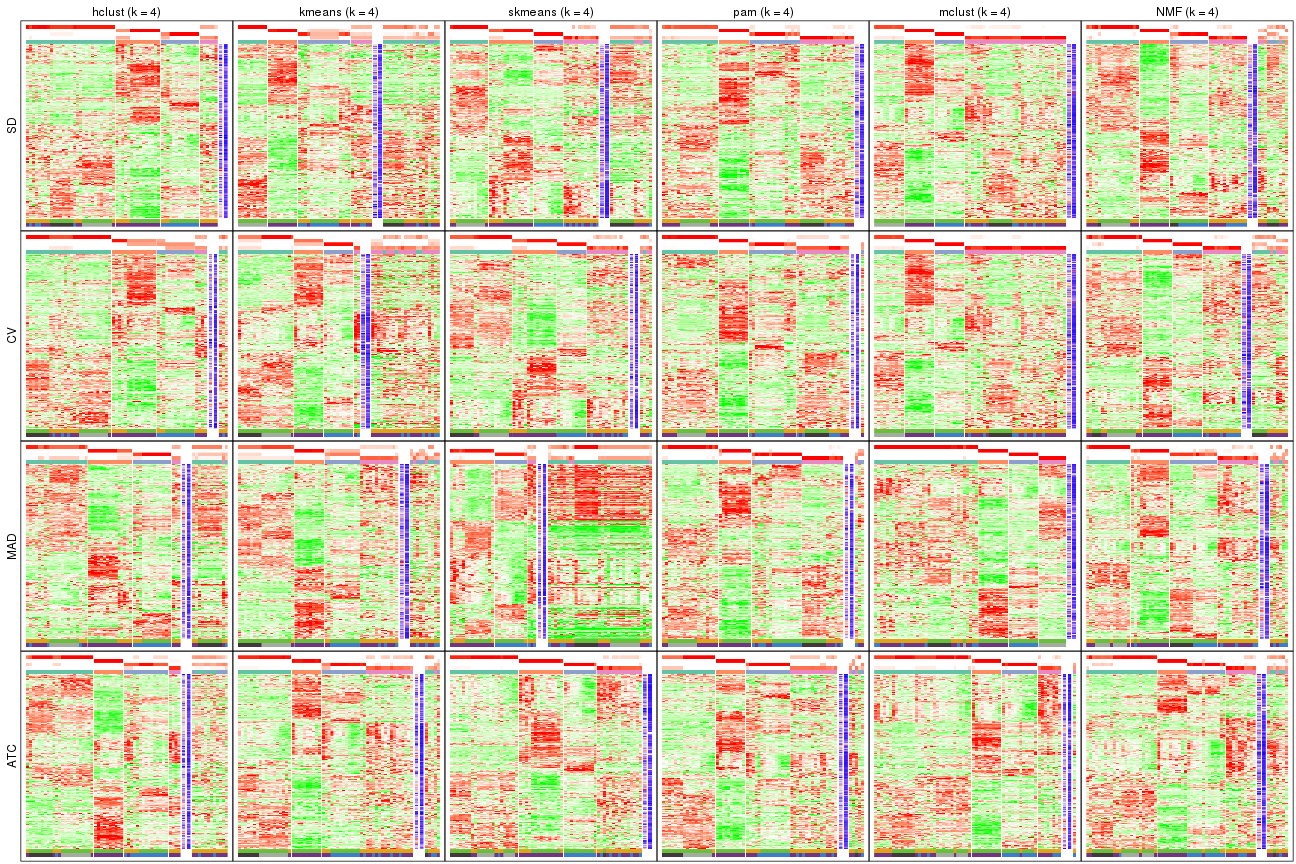 hclust (k = 4) kmeans (k = 4) skmeans (k = 4) pam (k = 4) mclust (k = 4) NMF (k = 4)
SD
CV
MAD
ATC